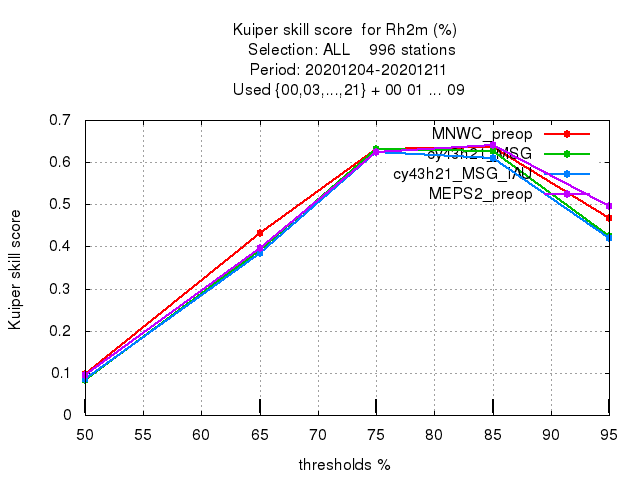 Kuiper skill score for Rh2m (%)
Selection: ALL 996 stations
Period: 20201204-20201211
Used {00,03,...,21} + 00 01 ... 09
0.7
0.6
0.5
0.4
0.3
0.2
0.1
0
Kuiper skill score
MNWC_preop
cy43h21_MSG
cy43h21_MSG_IAU
MEPS2_preop
50 55 60 65 70 75 80 85 90 95
thresholds %